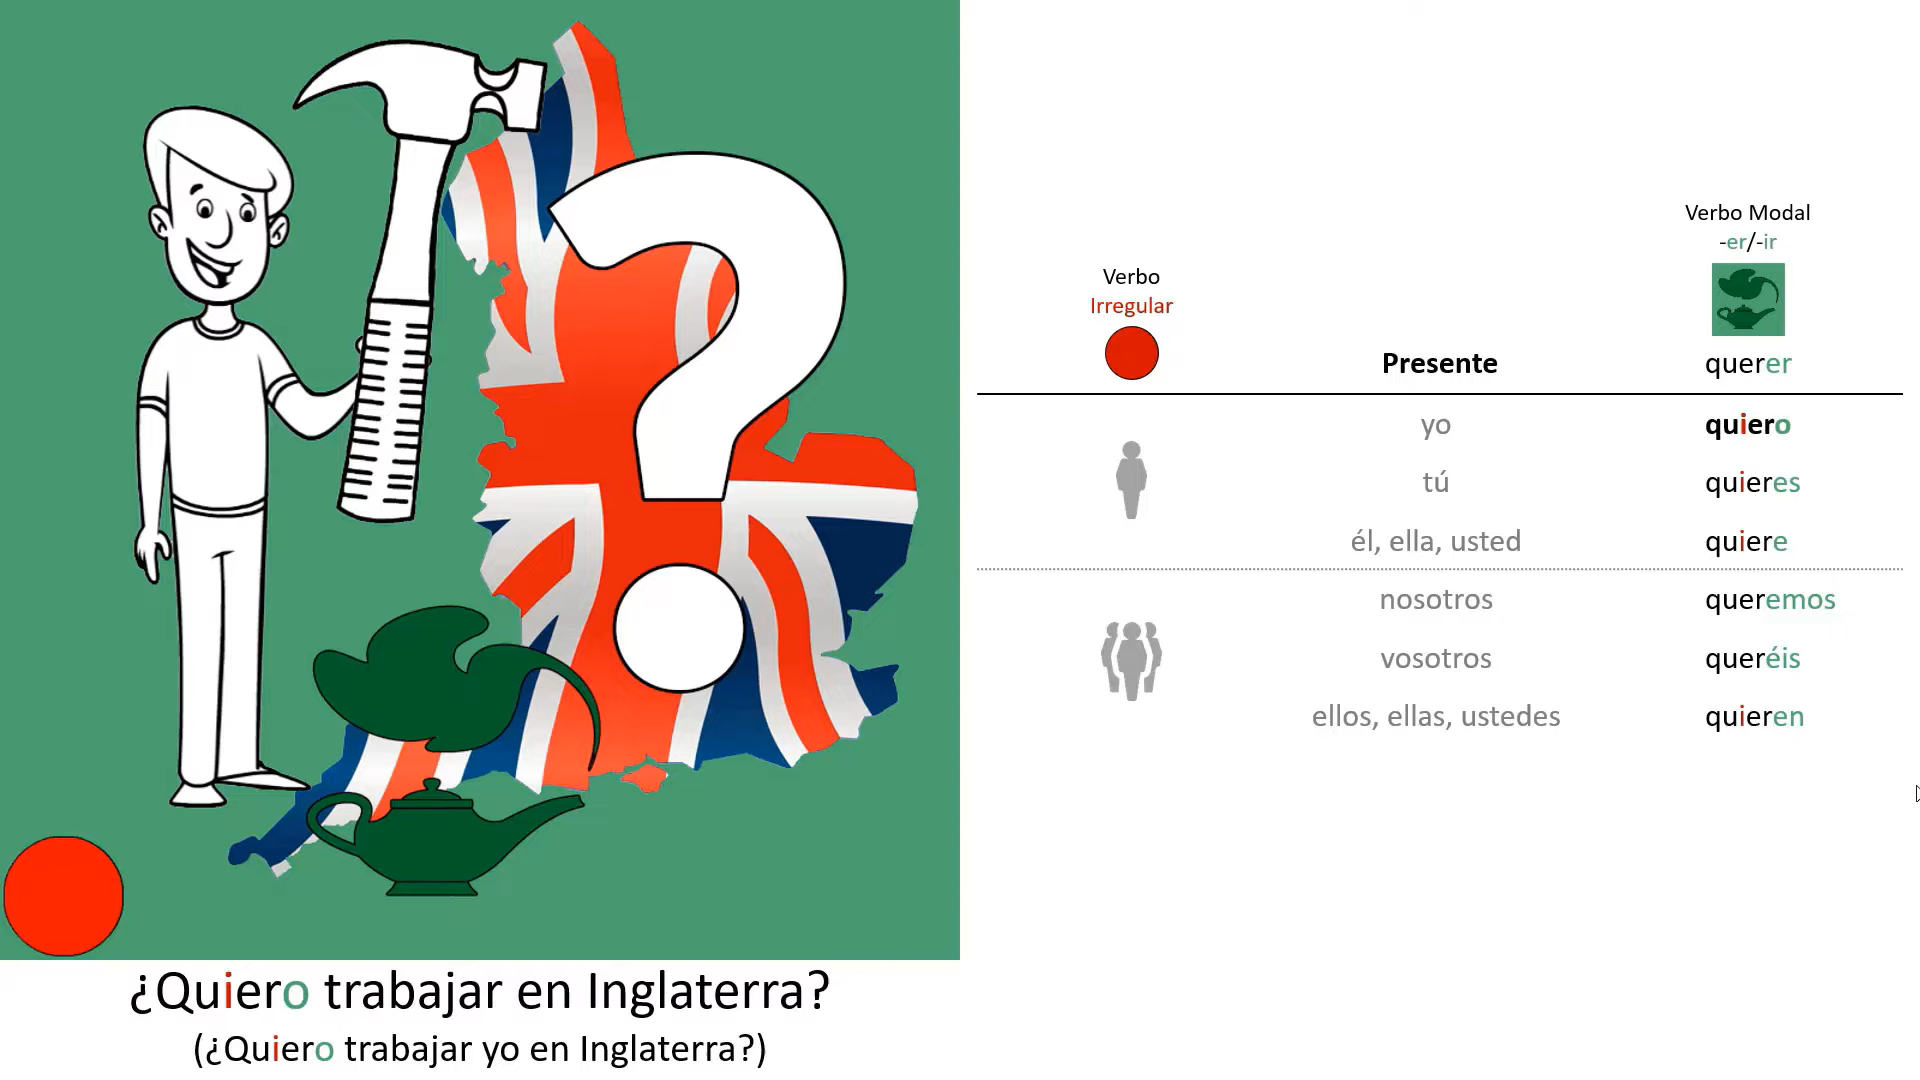 ¿Quiero trabajar en Inglaterra?
(¿Quiero trabajar yo en Inglaterra?)
Verbo Modal
-er/-ir
Verbo
Irregular
Presente querer
yo quiero
tú quieres
él, ella, usted quiere
nosotros queremos
vosotros queréis
ellos, ellas, ustedes quieren